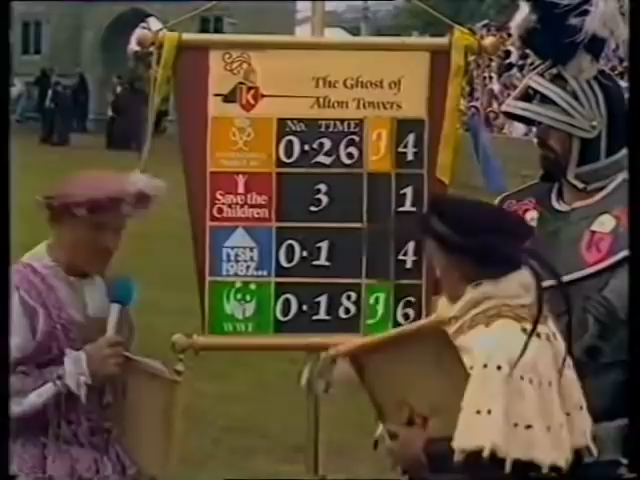 The Ghost of
Alton Towers
No. TIME
0·26 J 4
Save the
Children 3 1
IYSH
1987... 0·1 4
WWF 0·18 J 6
K
K